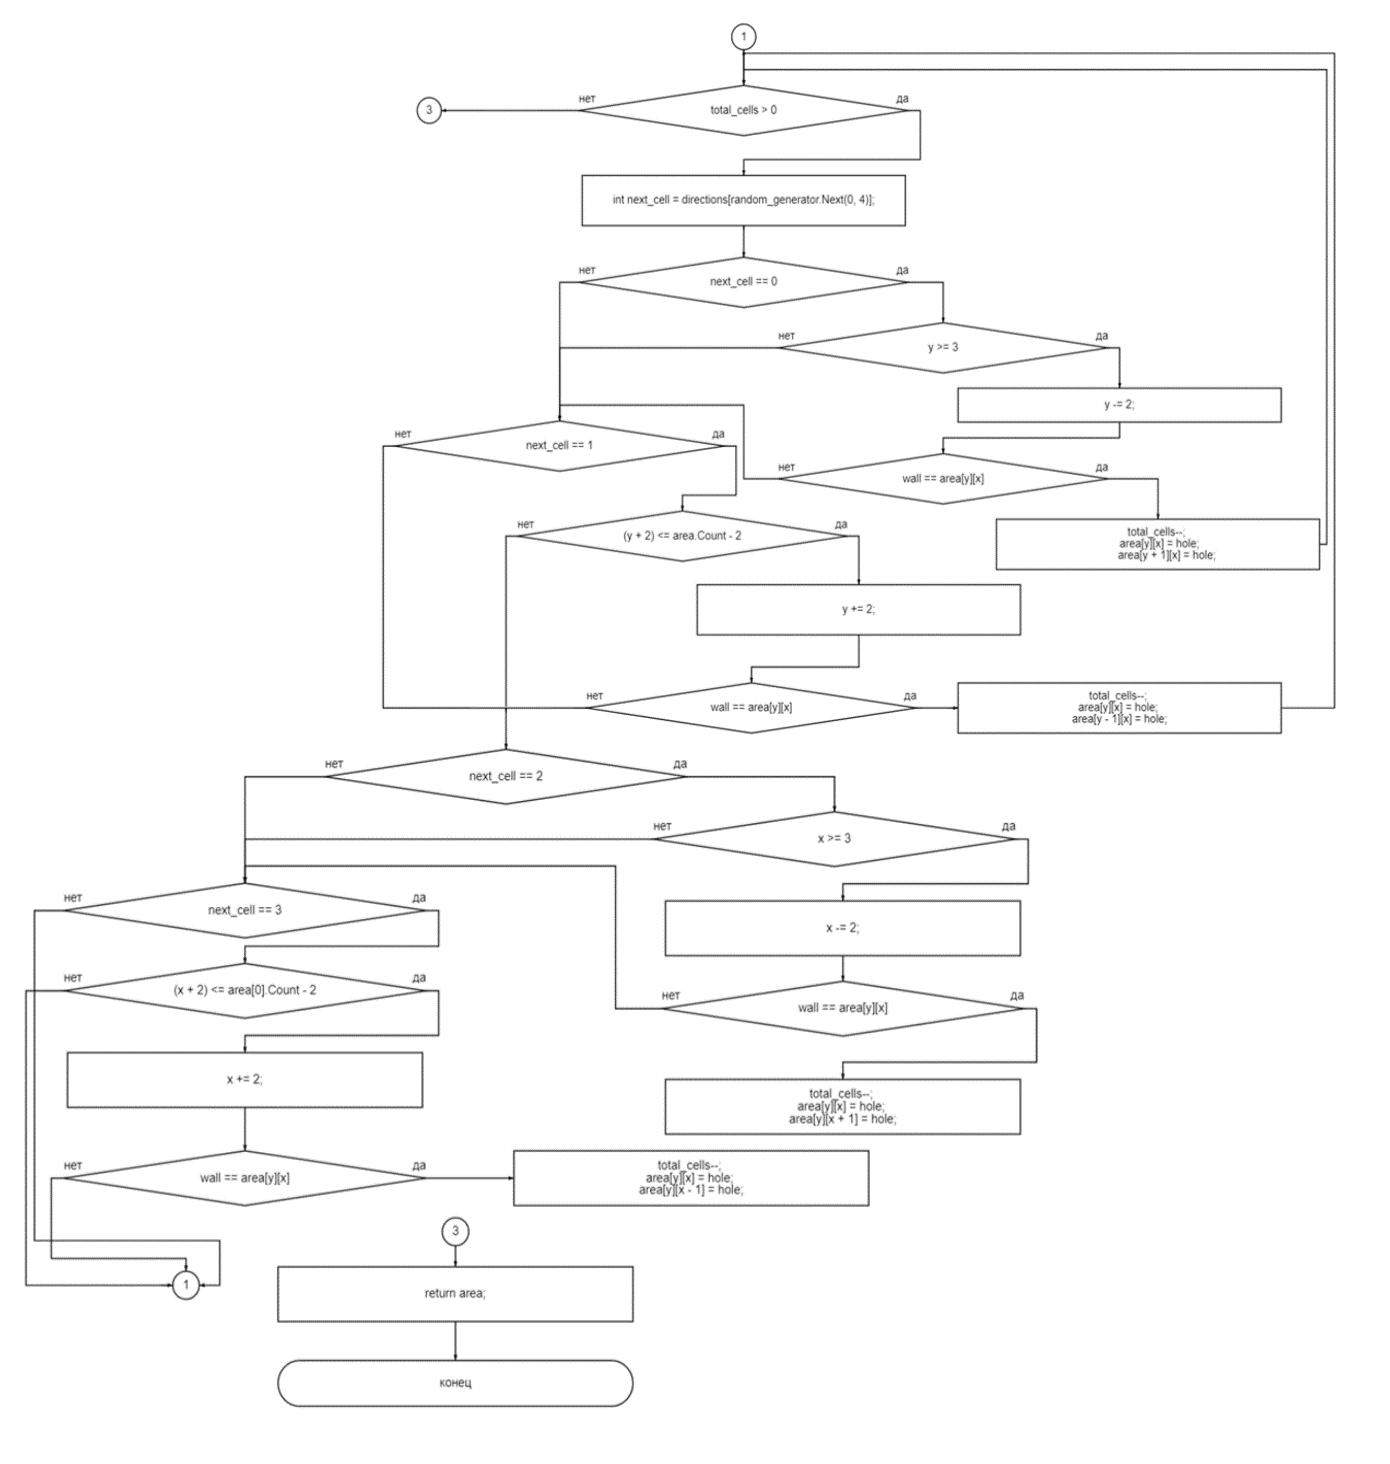 1
нет
да
3
total_cells > 0
int next_cell = directions[random_generator.Next(0, 4)];
нет
да
next_cell == 0
нет
да
y >= 3
y -= 2;
нет
да
next_cell == 1
нет
да
wall == area[y][x]
нет
да
(y + 2) <= area.Count - 2
total_cells--;
area[y][x] = hole;
area[y + 1][x] = hole;
y += 2;
нет
да
wall == area[y][x]
total_cells--;
area[y][x] = hole;
area[y - 1][x] = hole;
нет
да
next_cell == 2
нет
да
x >= 3
нет
да
next_cell == 3
x -= 2;
нет
да
(x + 2) <= area[0].Count - 2
нет
да
wall == area[y][x]
x += 2;
total_cells--;
area[y][x] = hole;
area[y][x + 1] = hole;
нет
да
wall == area[y][x]
total_cells--;
area[y][x] = hole;
area[y][x - 1] = hole;
3
1
return area;
конец